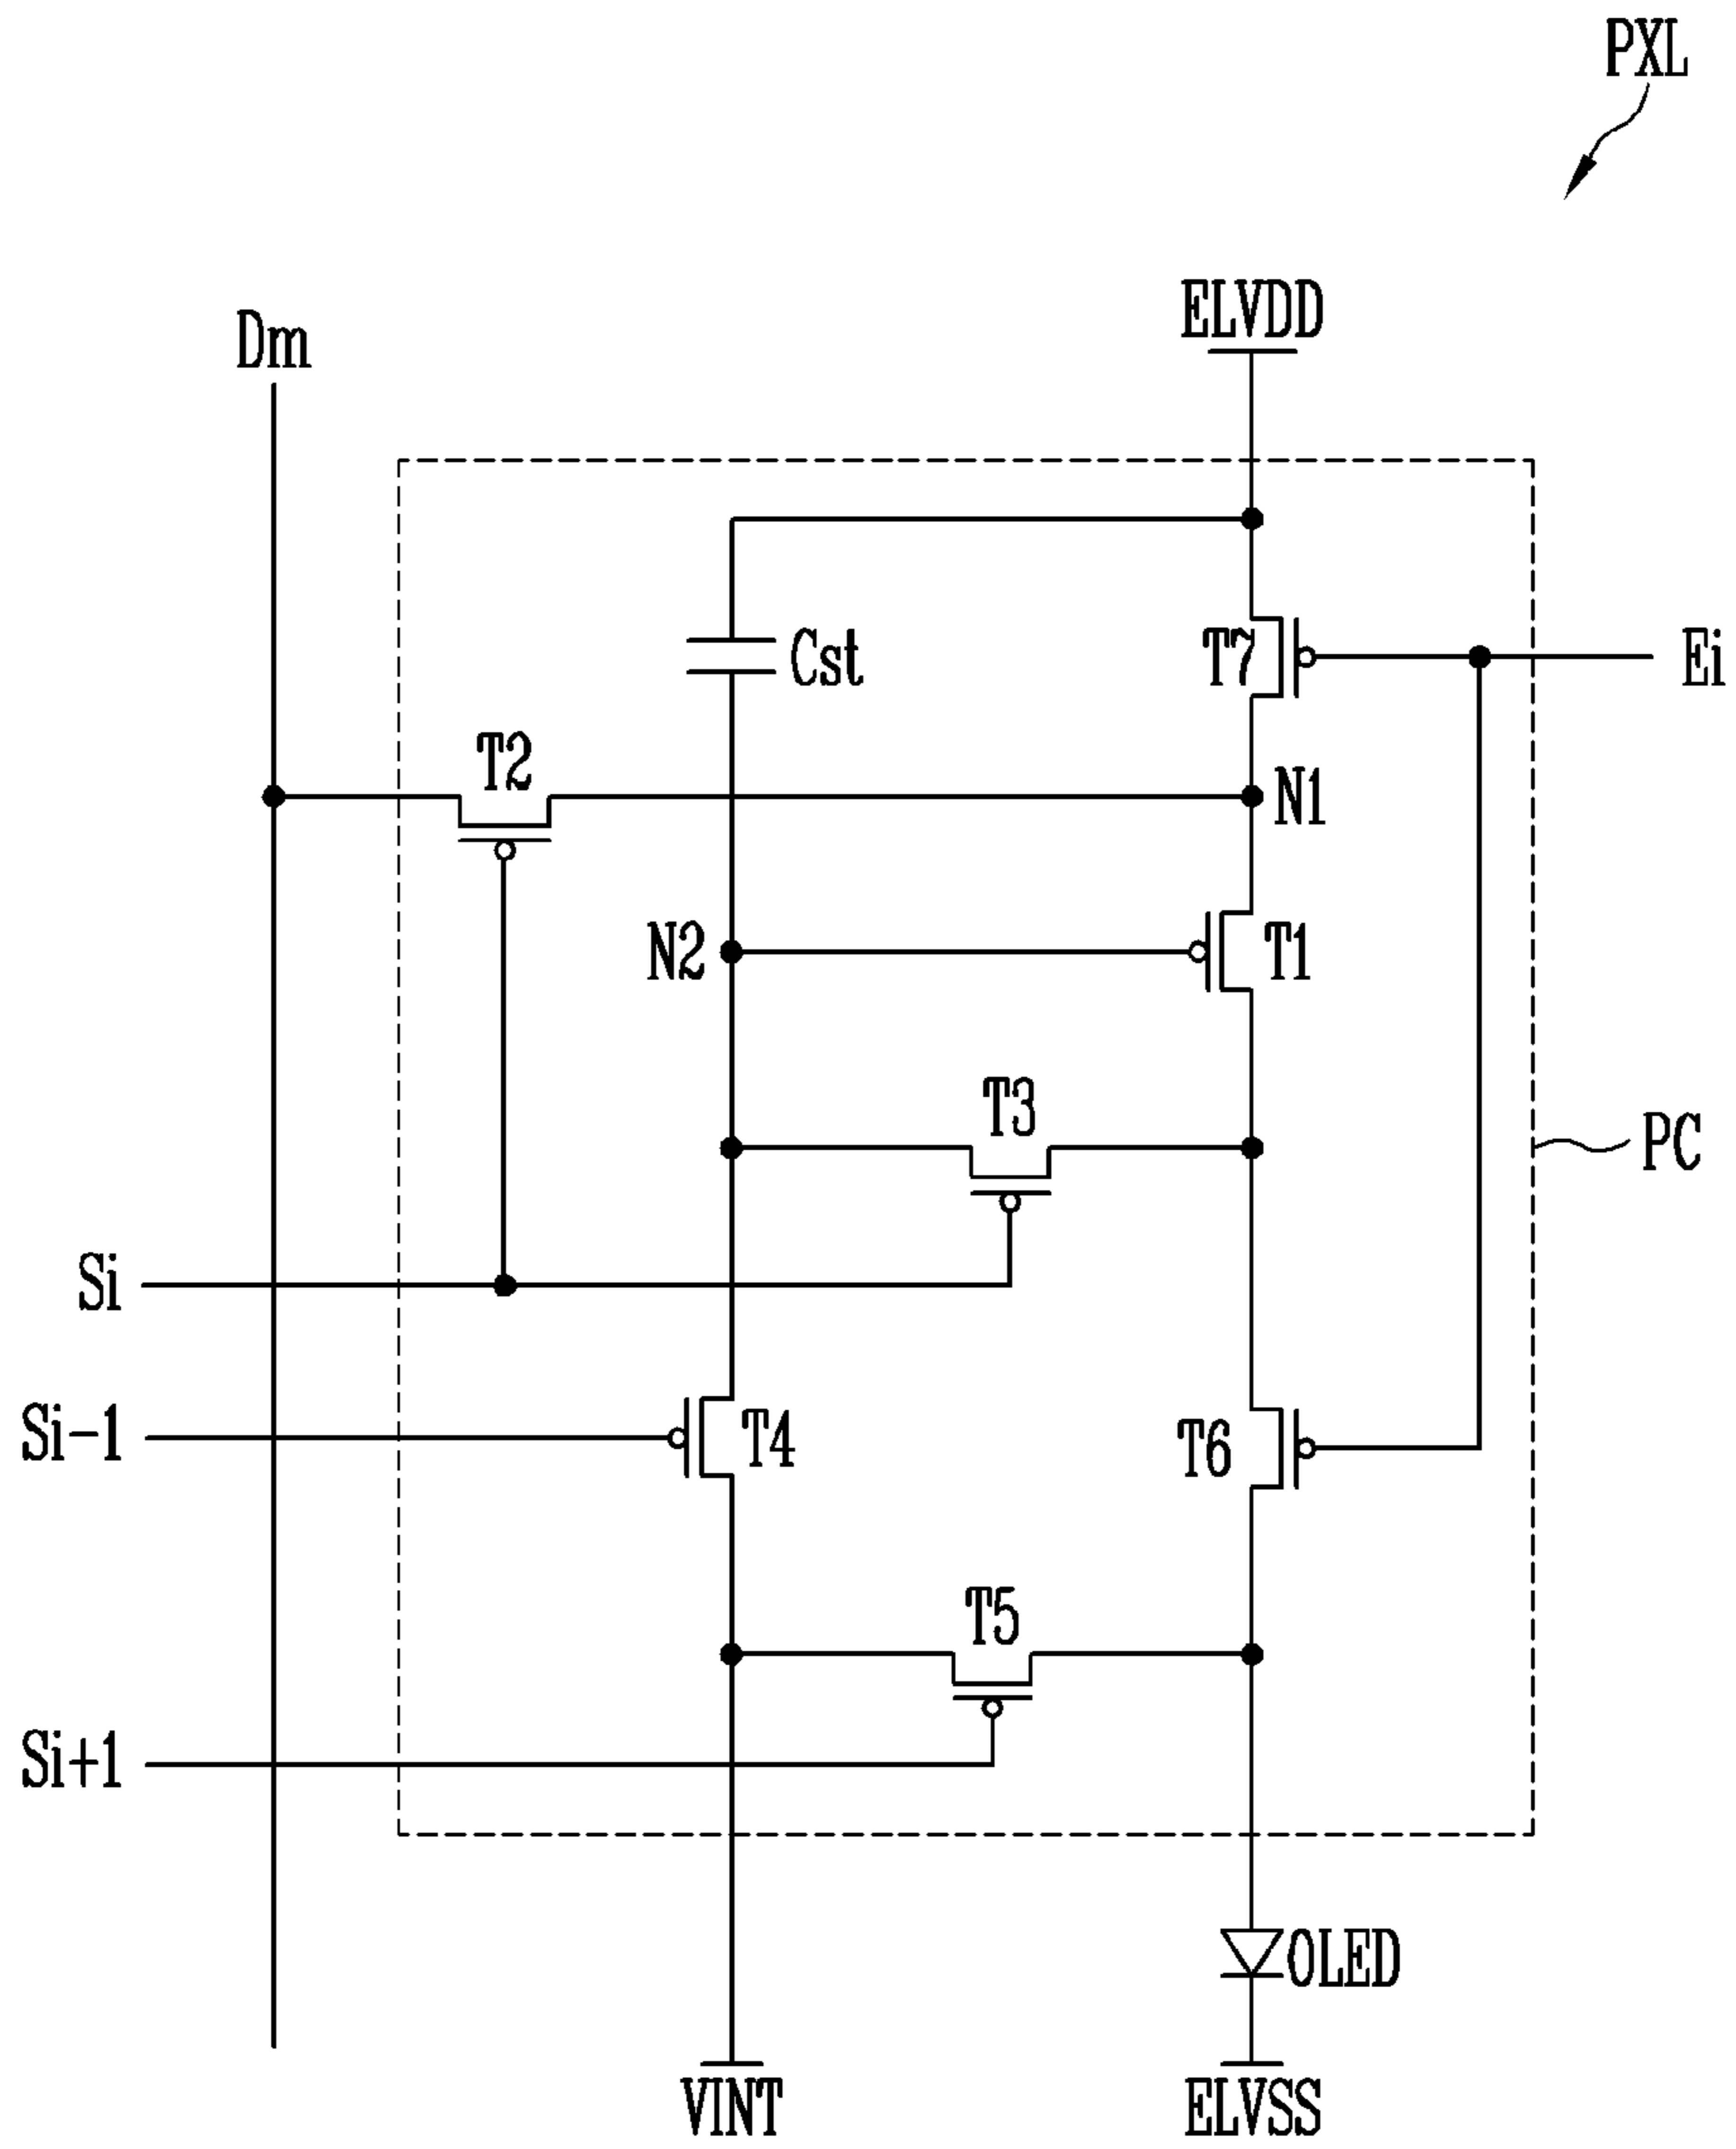 PXL
ELVDD
Dm
Cst
T7
Ei
T2
N1
N2
T1
T3
PC
Si
Si-1
T4
T6
T5
Si+1
OLED
VINT
ELVSS